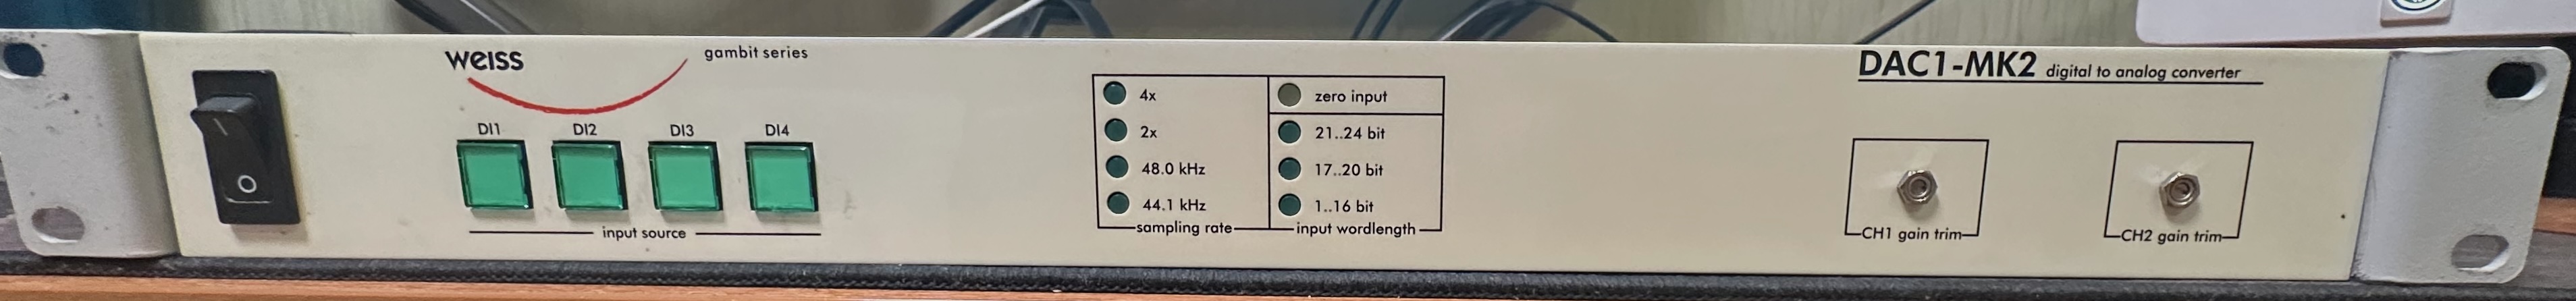 weiss
gambit series
DI1 DI2 DI3 DI4
input source
4x
2x
48.0 kHz
44.1 kHz
sampling rate
zero input
21..24 bit
17..20 bit
1..16 bit
input wordlength
DAC1-MK2 digital to analog converter
CH1 gain trim
CH2 gain trim